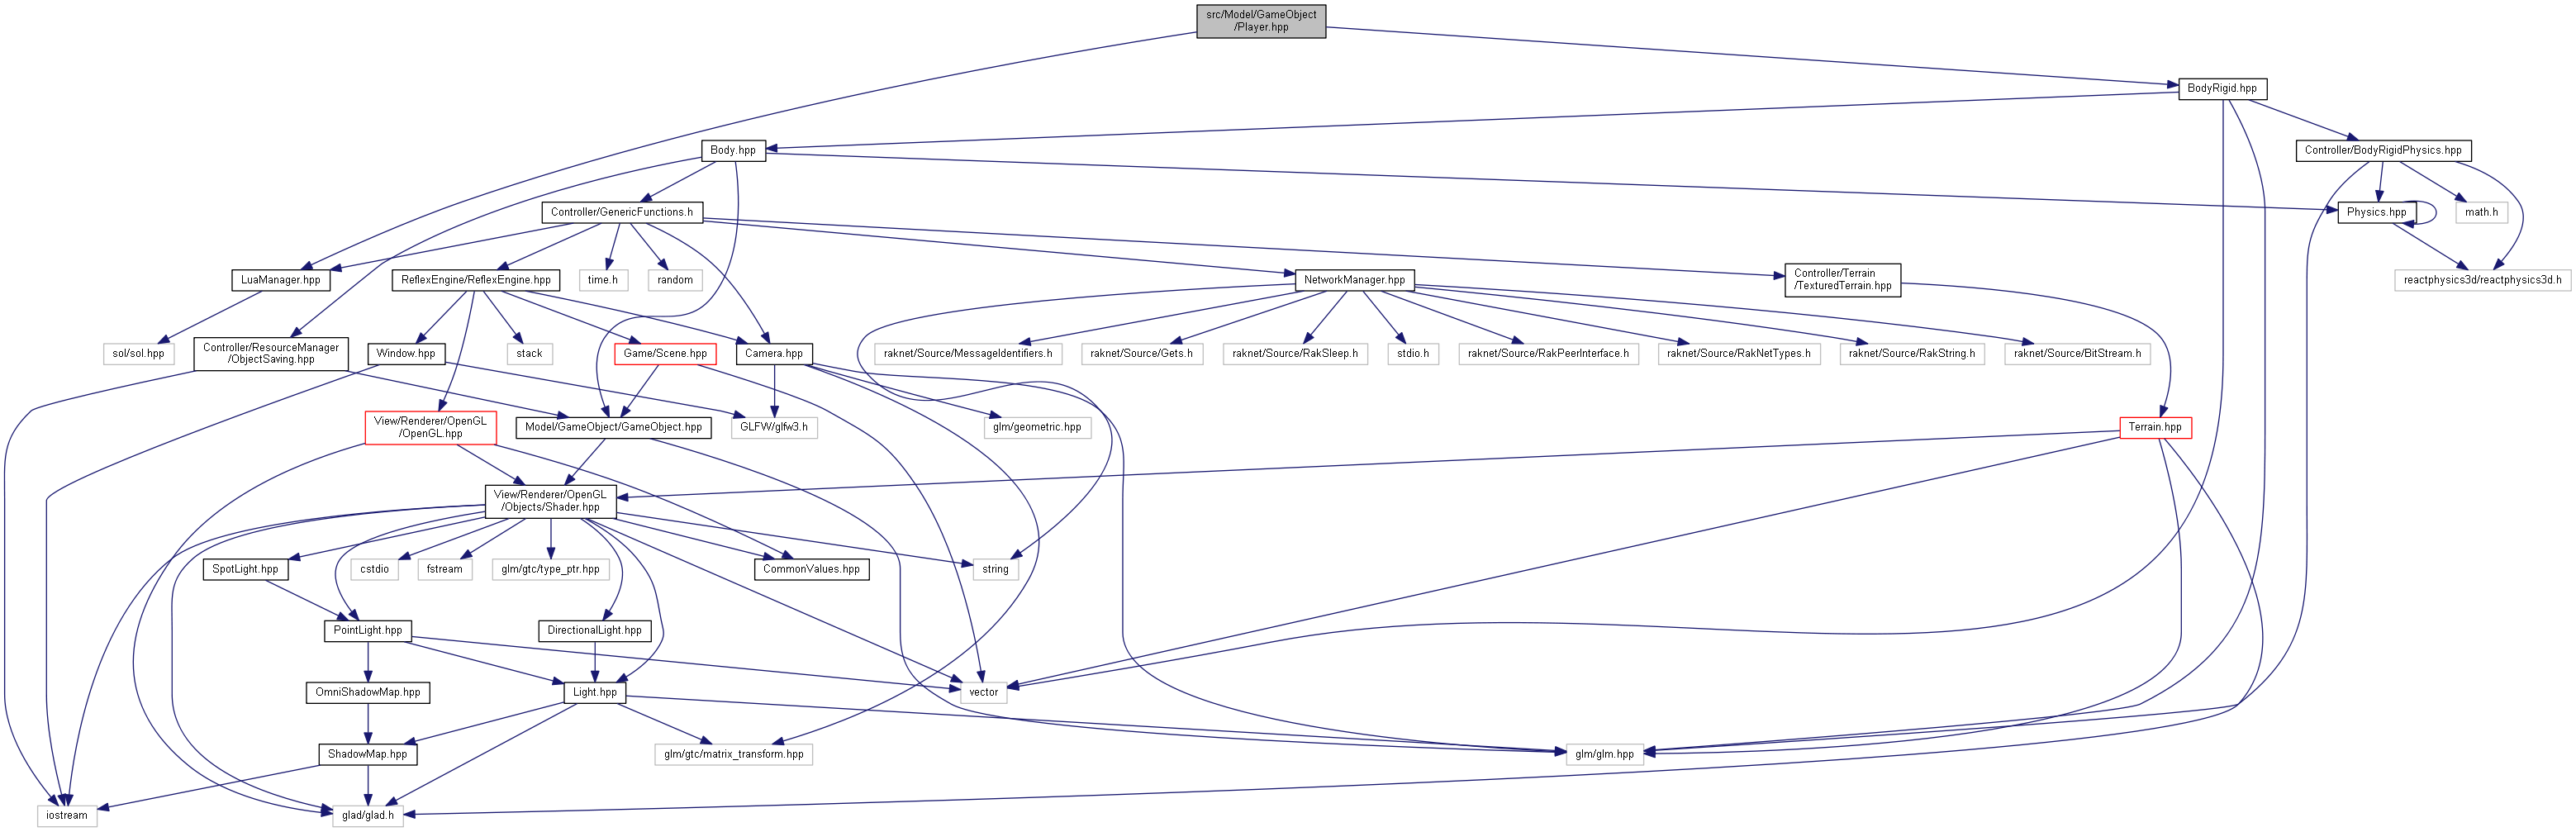 src/Model/GameObject
/Player.hpp
BodyRigid.hpp
Body.hpp
Controller/BodyRigidPhysics.hpp
Controller/GenericFunctions.h
Physics.hpp
math.h
LuaManager.hpp
ReflexEngine/ReflexEngine.hpp
time.h
random
NetworkManager.hpp
Controller/Terrain
/TexturedTerrain.hpp
reactphysics3d/reactphysics3d.h
sol/sol.hpp
Controller/ResourceManager
/ObjectSaving.hpp
Window.hpp
stack
Game/Scene.hpp
Camera.hpp
raknet/Source/MessageIdentifiers.h
raknet/Source/Gets.h
raknet/Source/RakSleep.h
stdio.h
raknet/Source/RakPeerInterface.h
raknet/Source/RakNetTypes.h
raknet/Source/RakString.h
raknet/Source/BitStream.h
View/Renderer/OpenGL
/OpenGL.hpp
Model/GameObject/GameObject.hpp
GLFW/glfw3.h
glm/geometric.hpp
Terrain.hpp
View/Renderer/OpenGL
/Objects/Shader.hpp
SpotLight.hpp
cstdio
fstream
glm/gtc/type_ptr.hpp
CommonValues.hpp
string
PointLight.hpp
DirectionalLight.hpp
OmniShadowMap.hpp
Light.hpp
vector
ShadowMap.hpp
glm/gtc/matrix_transform.hpp
glm/glm.hpp
iostream
glad/glad.h